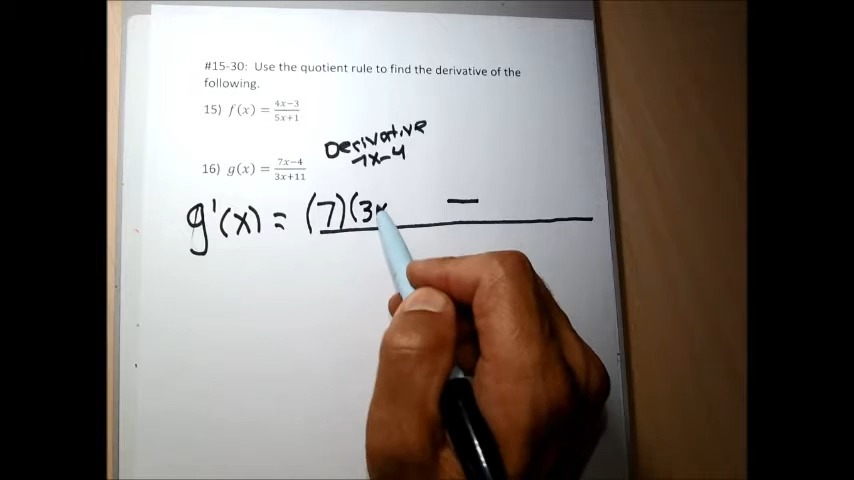 #15-30: Use the quotient rule to find the derivative of the
following.
15) f(x) = 4x−3 / 5x+1
Derivative
7x-4
16) g(x) = 7x−4 / 3x+11
g'(x) = (7)(3x −